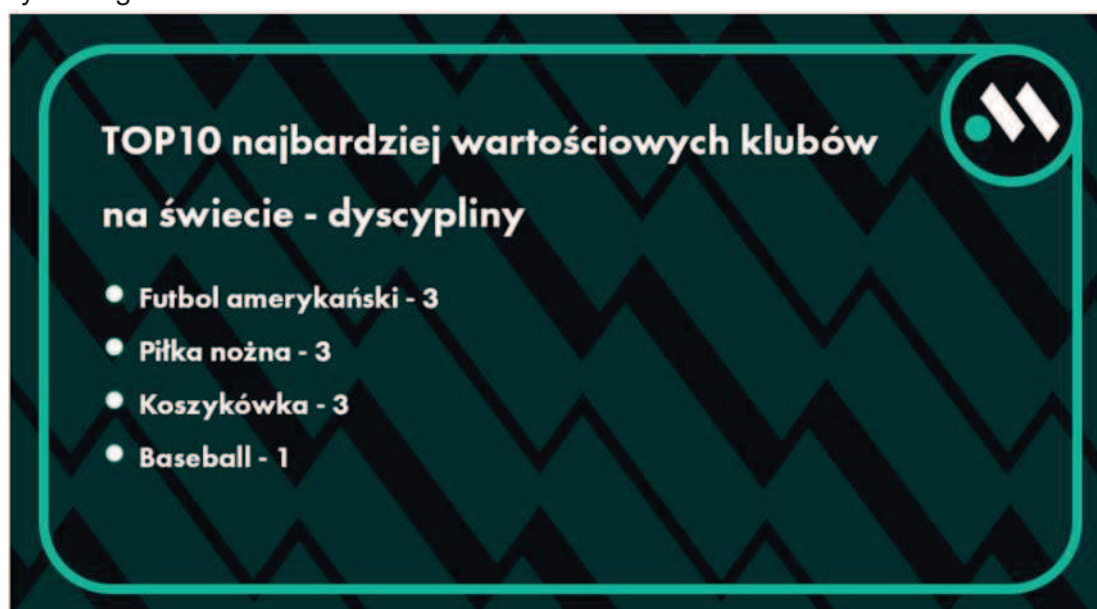 TOP10 najbardziej wartościowych klubów
na świecie - dyscypliny
Futbol amerykański - 3
Piłka nożna - 3
Koszykówka - 3
Baseball - 1